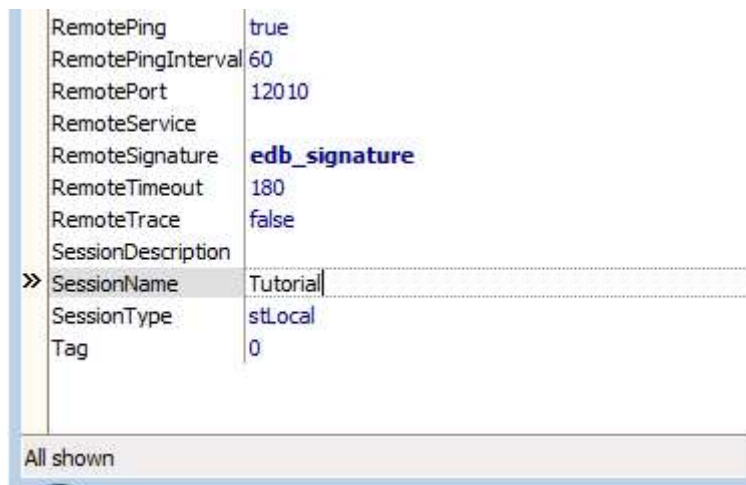 RemotePing true
RemotePingInterval 60
RemotePort 12010
RemoteService
RemoteSignature edb_signature
RemoteTimeout 180
RemoteTrace false
SessionDescription
» SessionName Tutorial
SessionType stLocal
Tag 0
All shown